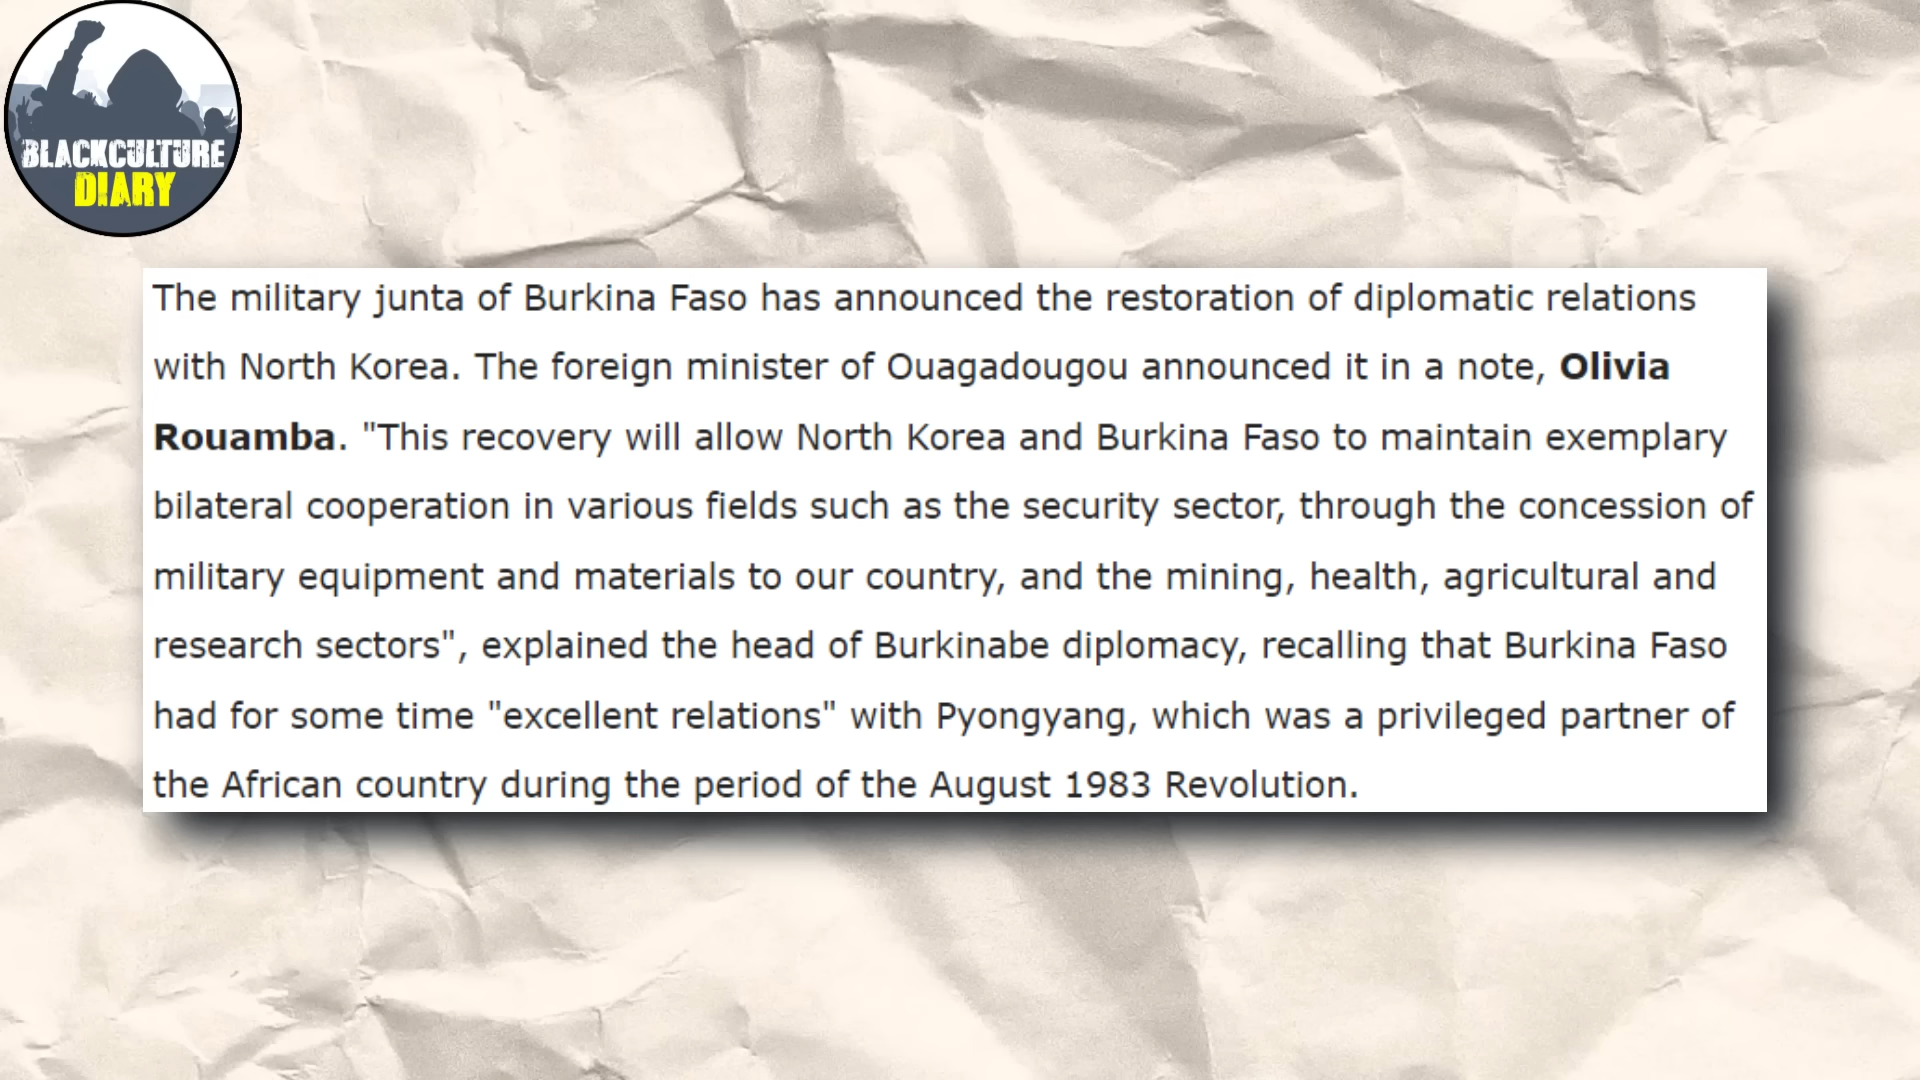 BLACKCULTURE
DIARY
The military junta of Burkina Faso has announced the restoration of diplomatic relations
with North Korea. The foreign minister of Ouagadougou announced it in a note, Olivia
Rouamba. "This recovery will allow North Korea and Burkina Faso to maintain exemplary
bilateral cooperation in various fields such as the security sector, through the concession of
military equipment and materials to our country, and the mining, health, agricultural and
research sectors", explained the head of Burkinabe diplomacy, recalling that Burkina Faso
had for some time "excellent relations" with Pyongyang, which was a privileged partner of
the African country during the period of the August 1983 Revolution.